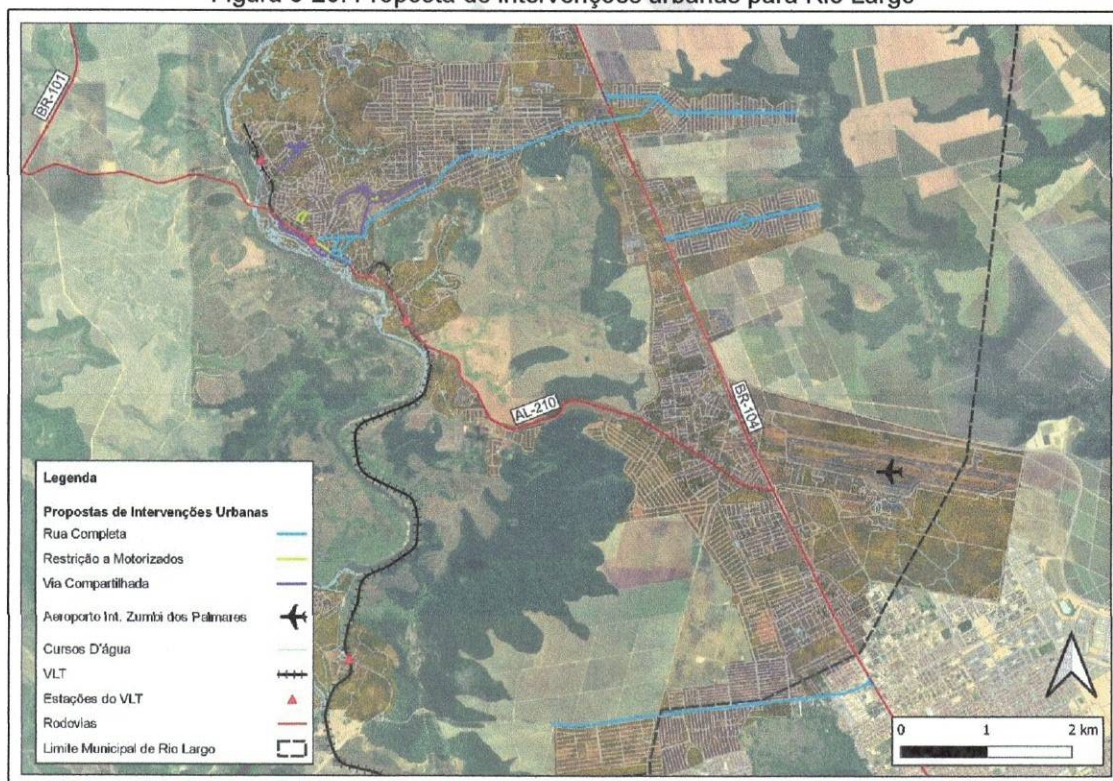 Figura 3-26: Proposta de intervenções urbanas para Rio Largo
BR-101
AL-210
BR-104
Legenda
Propostas de Intervenções Urbanas
Rua Completa
Restrição a Motorizados
Via Compartilhada
Aeroporto Int. Zumbi dos Palmares
Cursos D'água
VLT
Estações do VLT
Rodovias
Limite Municipal de Rio Largo
0 1 2 km